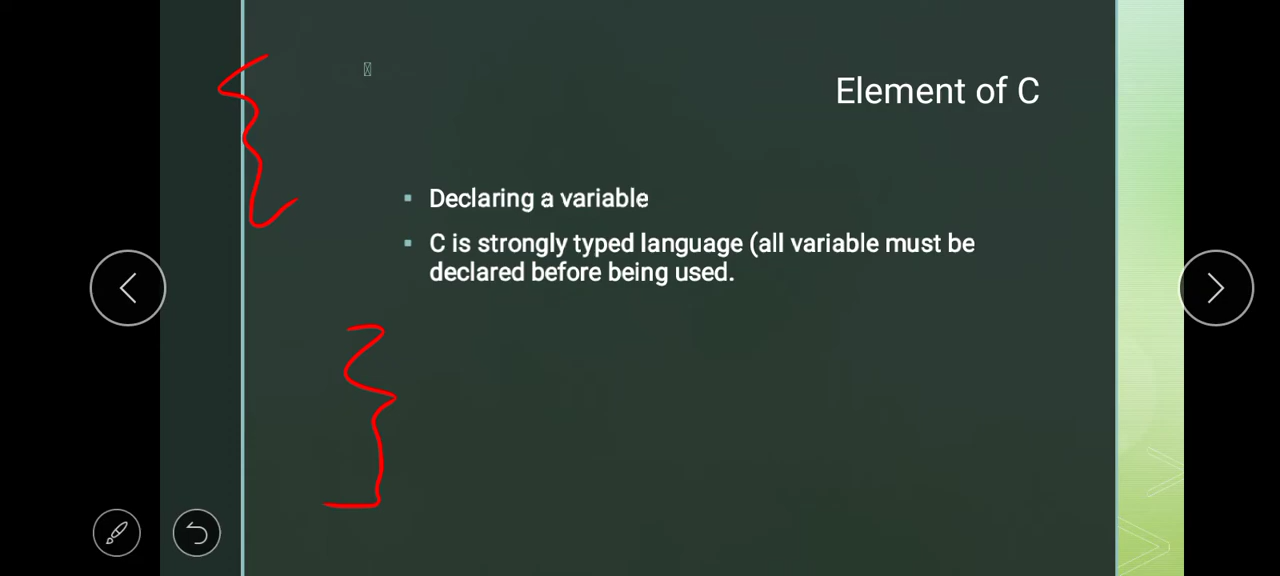 Element of C
Declaring a variable
C is strongly typed language (all variable must be
declared before being used.